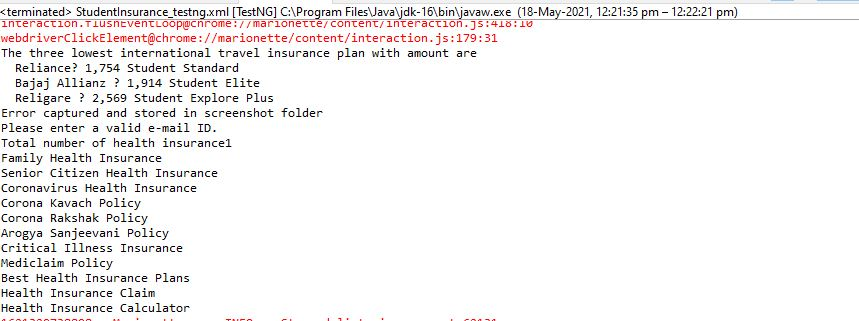 <terminated> StudentInsurance_testng.xml [TestNG] C:\Program Files\Java\jdk-16\bin\javaw.exe (18-May-2021, 12:21:35 pm – 12:22:21 pm)
interaction.flushEventLoop@chrome://marionette/content/interaction.js:418:10
webdriverClickElement@chrome://marionette/content/interaction.js:179:31
The three lowest international travel insurance plan with amount are
Reliance? 1,754 Student Standard
Bajaj Allianz ? 1,914 Student Elite
Religare ? 2,569 Student Explore Plus
Error captured and stored in screenshot folder
Please enter a valid e-mail ID.
Total number of health insurance1
Family Health Insurance
Senior Citizen Health Insurance
Coronavirus Health Insurance
Corona Kavach Policy
Corona Rakshak Policy
Arogya Sanjeevani Policy
Critical Illness Insurance
Mediclaim Policy
Best Health Insurance Plans
Health Insurance Claim
Health Insurance Calculator